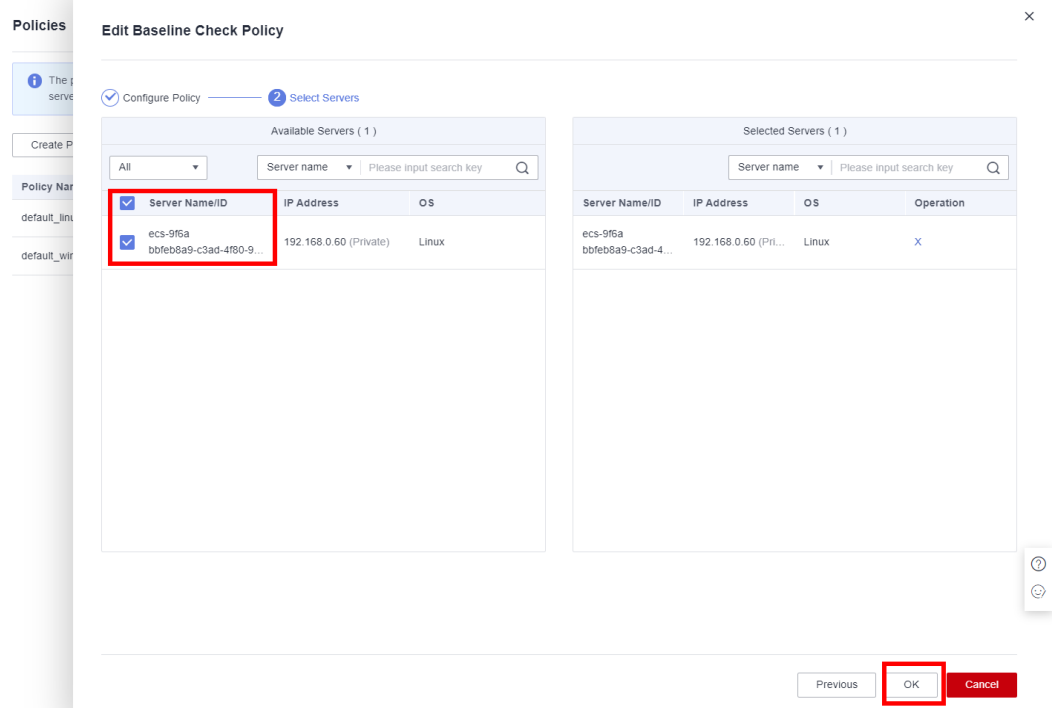 Policies
Edit Baseline Check Policy
The p
serve
Configure Policy
2 Select Servers
Create P
Available Servers ( 1 )
Selected Servers ( 1 )
All
Server name
Please input search key
Server name
Please input search key
Policy Nar
Server Name/ID
IP Address
OS
Server Name/ID
IP Address
OS
Operation
default_linu
ecs-9f6a
bbfeb8a9-c3ad-4f80-9...
192.168.0.60 (Private)
Linux
ecs-9f6a
bbfeb8a9-c3ad-4...
192.168.0.60 (Pri...
Linux
X
default_wir
Previous
OK
Cancel